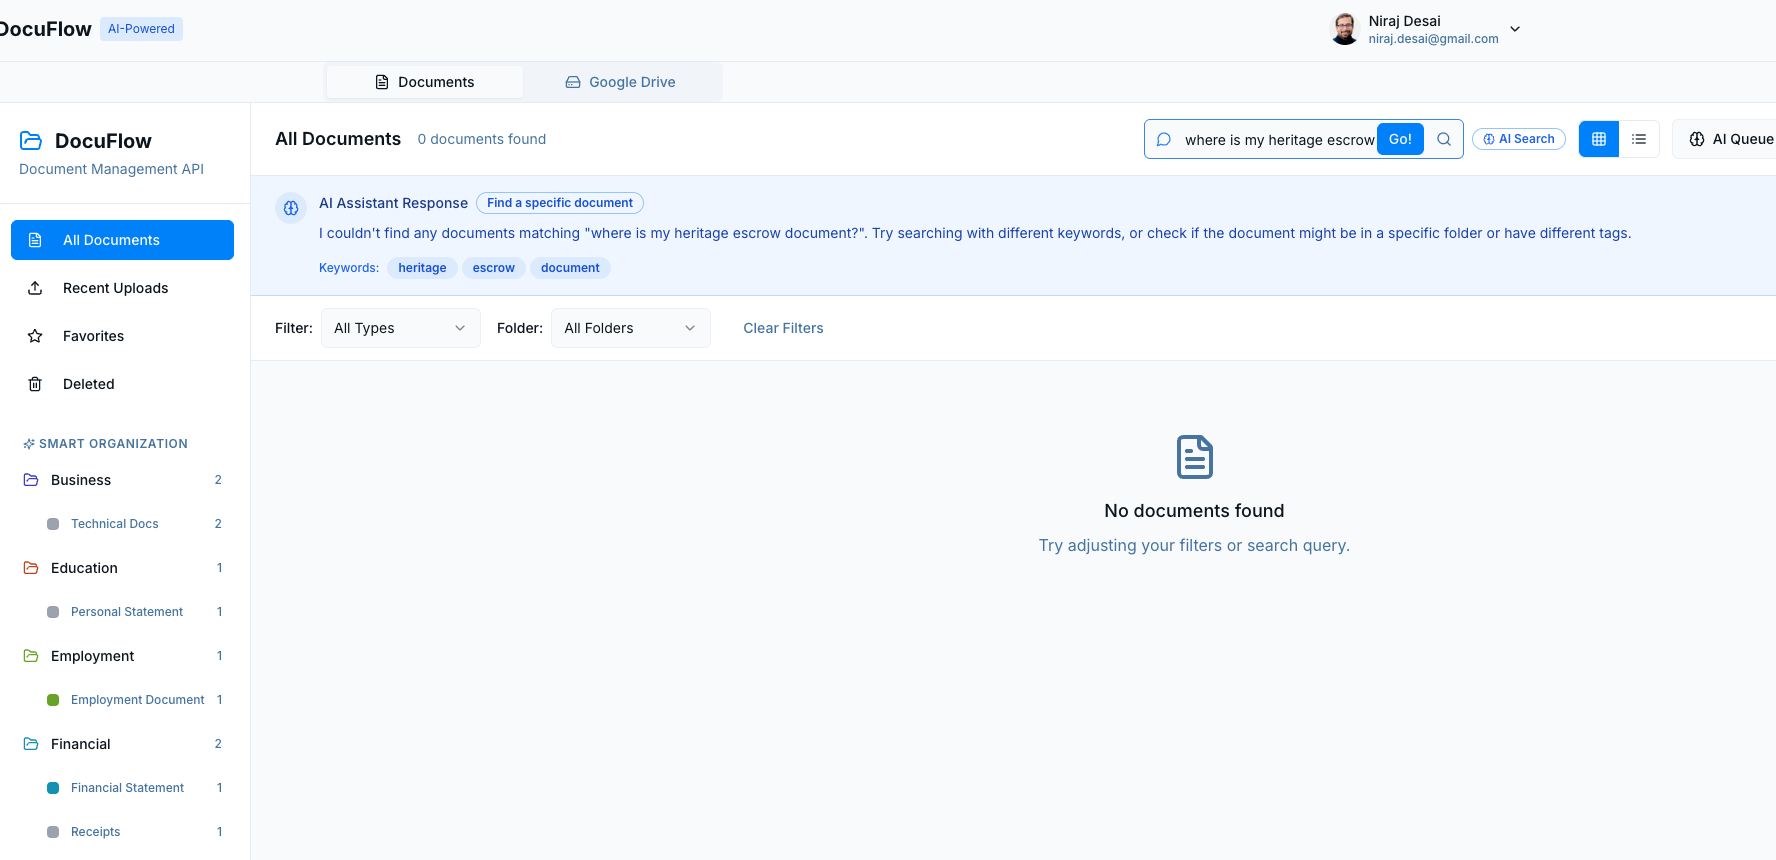 DocuFlow AI-Powered
Niraj Desai
niraj.desai@gmail.com
Documents Google Drive
DocuFlow
Document Management API
All Documents 0 documents found
where is my heritage escrow Go! AI Search AI Queue
AI Assistant Response Find a specific document
I couldn't find any documents matching "where is my heritage escrow document?". Try searching with different keywords, or check if the document might be in a specific folder or have different tags.
Keywords: heritage escrow document
Filter: All Types Folder: All Folders Clear Filters
All Documents
Recent Uploads
Favorites
Deleted
SMART ORGANIZATION
Business 2
Technical Docs 2
Education 1
Personal Statement 1
Employment 1
Employment Document 1
Financial 2
Financial Statement 1
Receipts 1
No documents found
Try adjusting your filters or search query.